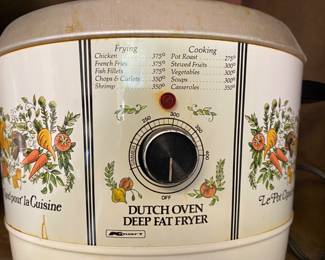 Frying
Chicken 375°
French Fries 375°
Fish Fillets 375°
Chops & Cutlets 350°
Shrimp 350°
Cooking
Pot Roast 275°
Stewed Fruits 300°
Vegetables 300°
Soups 300°
Casseroles 350°
250
300
350
400
OFF
pour la Cuisine
Le Pot
DUTCH OVEN
DEEP FAT FRYER
Kmart